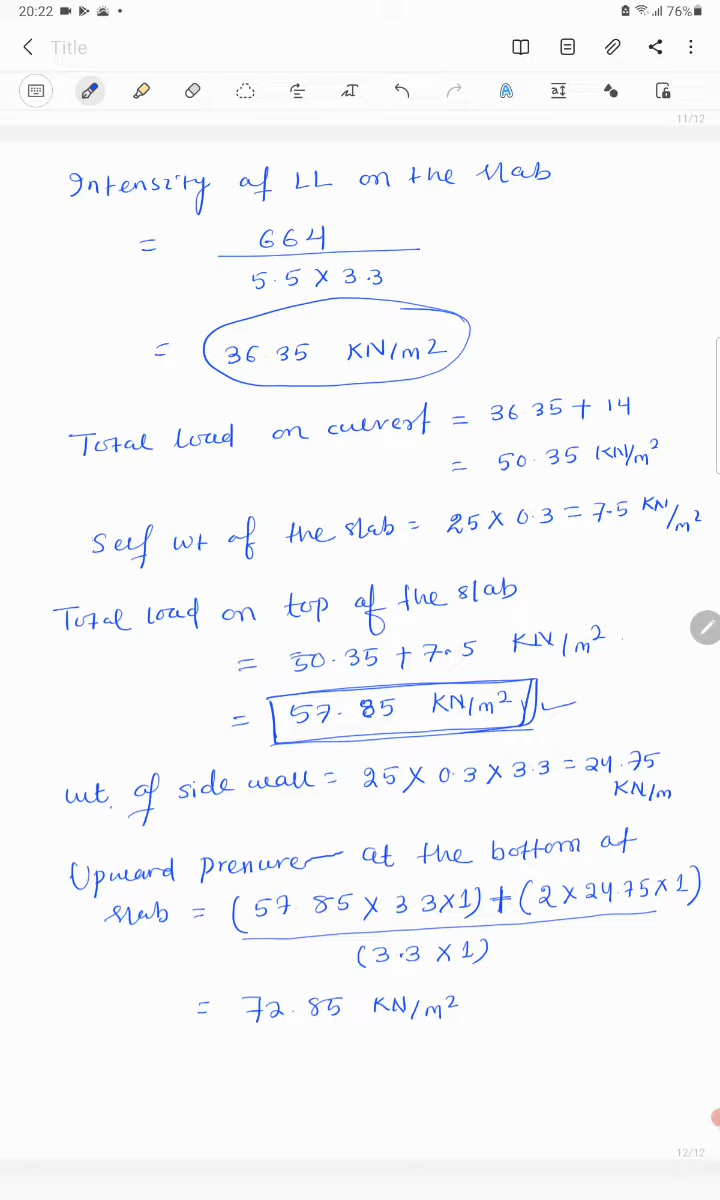 20:22 76%
Title
11/12
Intensity of LL on the slab
= 664
5.5 X 3.3
= 36.35 KN/m2
Total load on culvert = 36.35 + 14
= 50.35 KN/m2
Self wt of the slab = 25 X 0.3 = 7.5 KN/m2
Total load on top of the slab
= 50.35 + 7.5 KN/m2
= 57.85 KN/m2
wt. of side wall = 25 X 0.3 X 3.3 = 24.75
KN/m
Upward pressure at the bottom of
slab = (57.85 X 3.3X1) + (2 X 24.75 X 1)
(3.3 X 1)
= 72.85 KN/m2
12/12